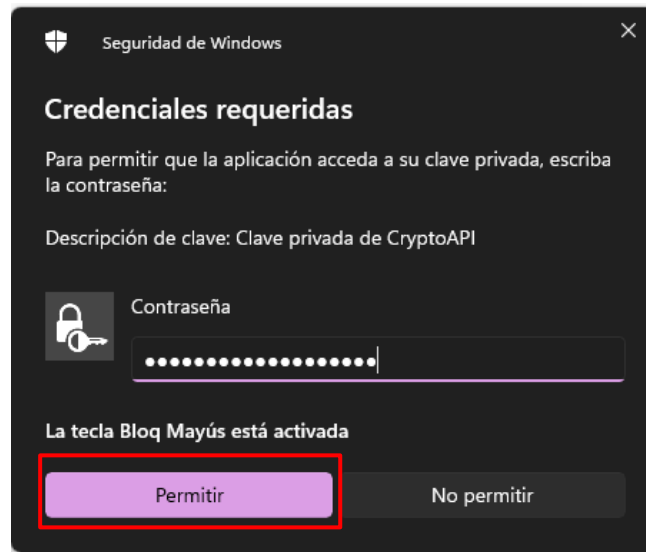 Seguridad de Windows
Credenciales requeridas
Para permitir que la aplicación acceda a su clave privada, escriba
la contraseña:
Descripción de clave: Clave privada de CryptoAPI
Contraseña
La tecla Bloq Mayús está activada
Permitir
No permitir